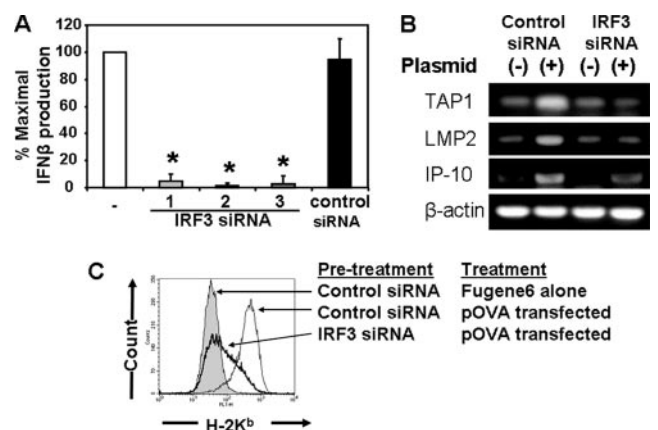 A
% Maximal
IFNβ production
120
100
80
60
40
20
0
* * *
- 1 2 3 control
siRNA
IRF3 siRNA
B
Control
siRNA
IRF3
siRNA
Plasmid (-) (+) (-) (+)
TAP1
LMP2
IP-10
β-actin
C
Pre-treatment Treatment
Control siRNA Fugene6 alone
Control siRNA pOVA transfected
IRF3 siRNA pOVA transfected
Count
H-2Kᵇ